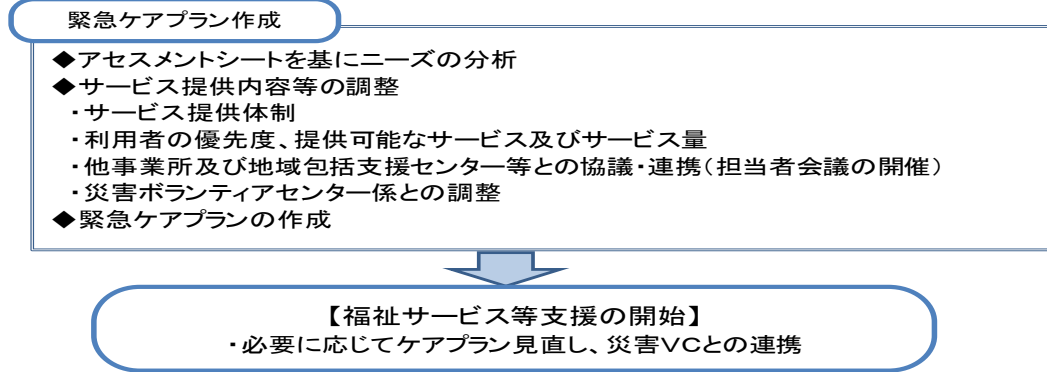 緊急ケアプラン作成
◆アセスメントシートを基にニーズの分析
◆サービス提供内容等の調整
・サービス提供体制
・利用者の優先度、提供可能なサービス及びサービス量
・他事業所及び地域包括支援センター等との協議・連携(担当者会議の開催)
・災害ボランティアセンター係との調整
◆緊急ケアプランの作成
【福祉サービス等支援の開始】
・必要に応じてケアプラン見直し、災害VCとの連携